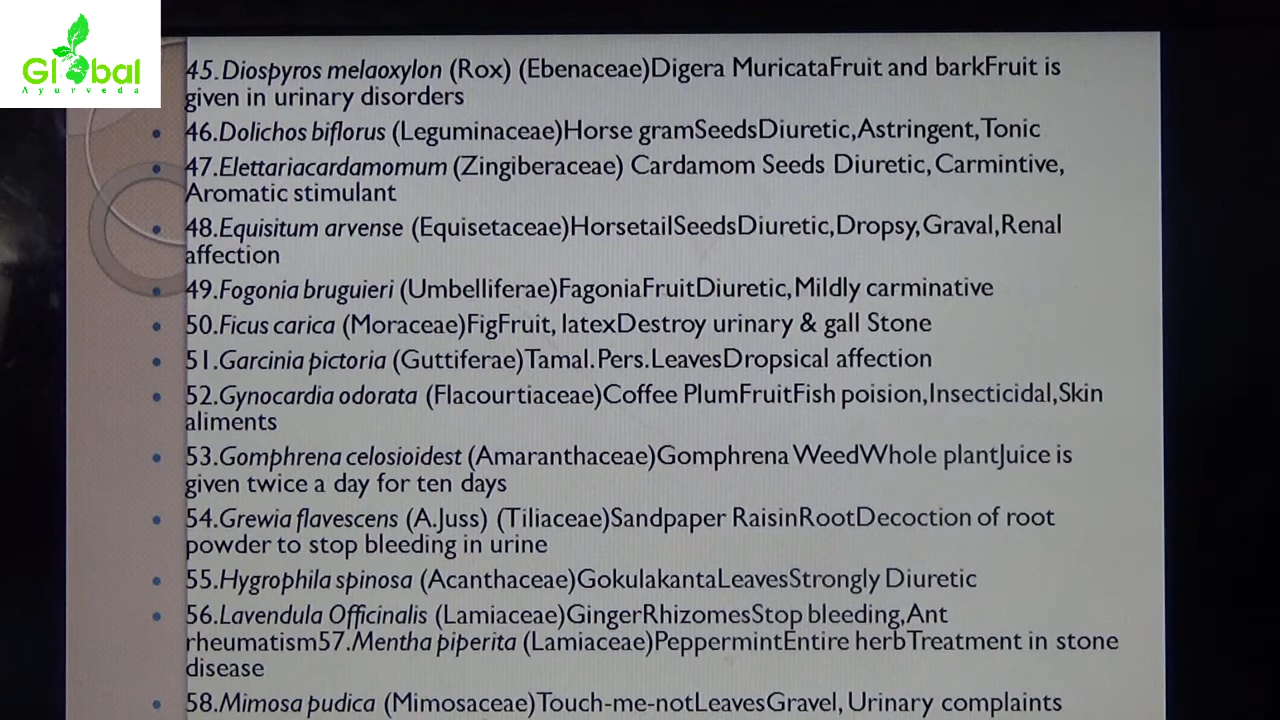 Global
Ayurveda
45.Diospyros melaoxylon (Rox) (Ebenaceae)Digera MuricataFruit and barkFruit is
given in urinary disorders
46.Dolichos biflorus (Leguminaceae)Horse gramSeedsDiuretic,Astringent,Tonic
47.Elettariacardamomum (Zingiberaceae) Cardamom Seeds Diuretic, Carmintive,
Aromatic stimulant
48.Equisitum arvense (Equisetaceae)HorsetailSeedsDiuretic,Dropsy,Graval,Renal
affection
49.Fogonia bruguieri (Umbelliferae)FagoniaFruitDiuretic,Mildly carminative
50.Ficus carica (Moraceae)FigFruit, latexDestroy urinary & gall Stone
51.Garcinia pictoria (Guttiferae)Tamal.Pers.LeavesDropsical affection
52.Gynocardia odorata (Flacourtiaceae)Coffee PlumFruitFish poision,Insecticidal,Skin
aliments
53.Gomphrena celosioidest (Amaranthaceae)Gomphrena WeedWhole plantJuice is
given twice a day for ten days
54.Grewia flavescens (A.Juss) (Tiliaceae)Sandpaper RaisinRootDecoction of root
powder to stop bleeding in urine
55.Hygrophila spinosa (Acanthaceae)GokulakantaLeavesStrongly Diuretic
56.Lavendula Officinalis (Lamiaceae)GingerRhizomesStop bleeding,Ant
rheumatism57.Mentha piperita (Lamiaceae)PeppermintEntire herbTreatment in stone
disease
58.Mimosa pudica (Mimosaceae)Touch-me-notLeavesGravel, Urinary complaints